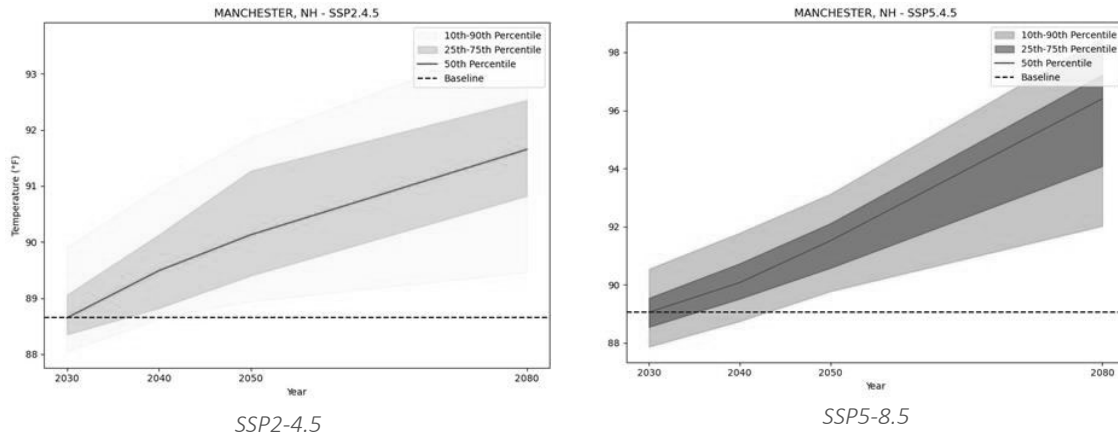 MANCHESTER, NH - SSP2.4.5
10th-90th Percentile
25th-75th Percentile
50th Percentile
Baseline
93
92
91
90
89
88
Temperature (°F)
2030
2040
2050
2080
Year
SSP2-4.5
MANCHESTER, NH - SSP5.4.5
10th-90th Percentile
25th-75th Percentile
50th Percentile
Baseline
98
96
94
92
90
88
2030
2040
2050
2080
Year
SSP5-8.5